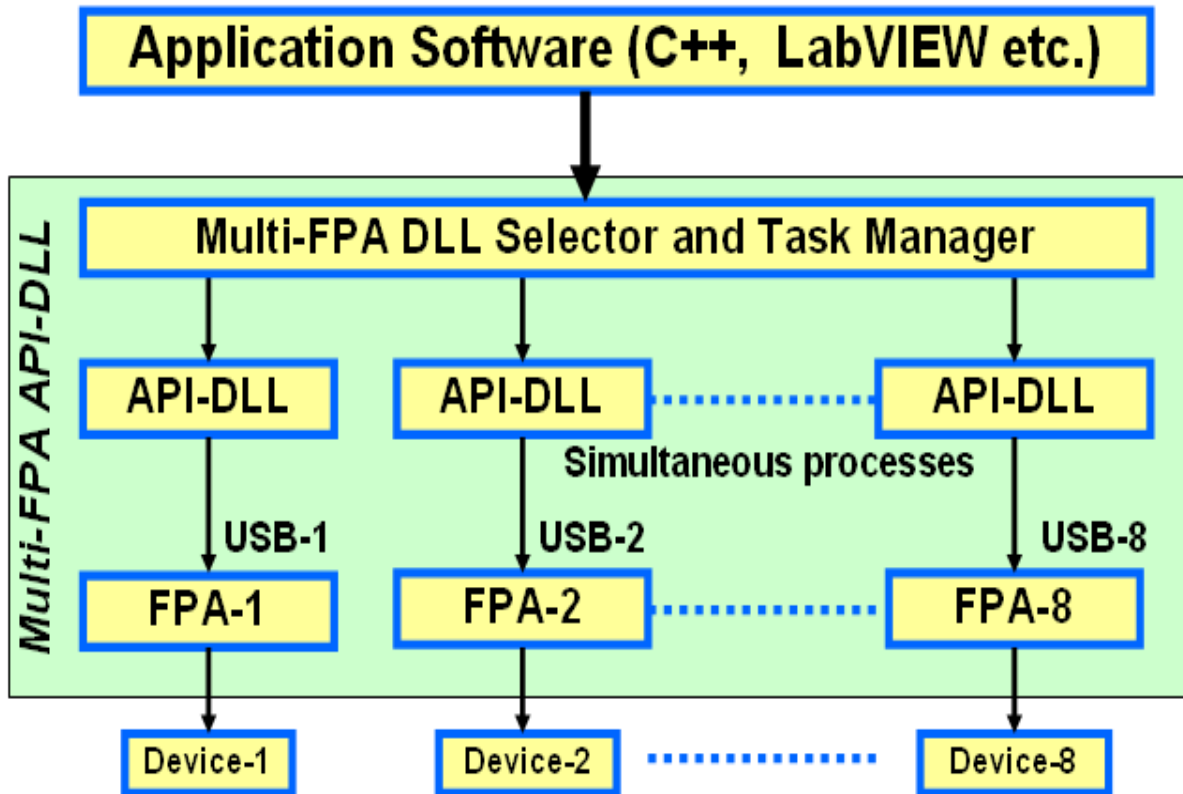 Application Software (C++, LabVIEW etc.)
Multi-FPA API-DLL
Multi-FPA DLL Selector and Task Manager
API-DLL
API-DLL
API-DLL
Simultaneous processes
USB-1
USB-2
USB-8
FPA-1
FPA-2
FPA-8
Device-1
Device-2
Device-8